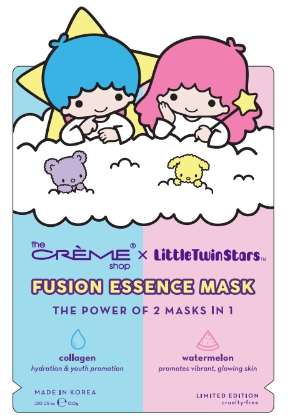 the
CRÈME® × LittleTwinStars™
shop
FUSION ESSENCE MASK
THE POWER OF 2 MASKS IN 1
collagen
hydration & youth promotion
watermelon
promotes vibrant, glowing skin
MADE IN KOREA
LIMITED EDITION
cruelty-free